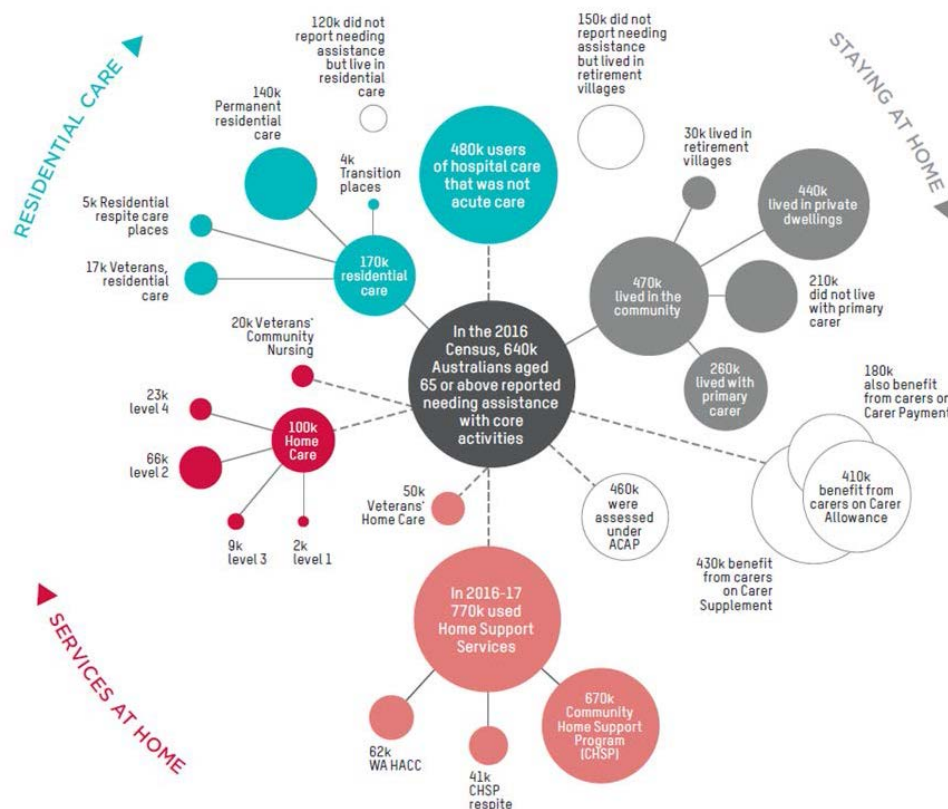 RESIDENTIAL CARE
120k did not
report needing
assistance
but live in
residential
care
150k did not
report needing
assistance
but lived in
retirement
villages
STAYING AT HOME
140k
Permanent
residential
care
4k
Transition
places
5k Residential
respite care
places
17k Veterans,
residential
care
170k
residential
care
480k users
of hospital care
that was not
acute care
30k lived in
retirement
villages
440k
lived in private
dwellings
470k
lived in the
community
210k
did not live
with primary
carer
260k
lived with
primary
carer
In the 2016
Census, 640k
Australians aged
65 or above reported
needing assistance
with core
activities
20k Veterans'
Community
Nursing
23k
level 4
100k
Home
Care
66k
level 2
9k
level 3
2k
level 1
50k
Veterans'
Home Care
460k
were
assessed
under
ACAP
180k
also benefit
from carers on
Carer Payment
410k
benefit from
carers on Carer
Allowance
430k benefit
from carers
on Carer
Supplement
In 2016-17
770k used
Home Support
Services
62k
WA HACC
41k
CHSP
respite
670k
Community
Home Support
Program
(CHSP)
SERVICES AT HOME